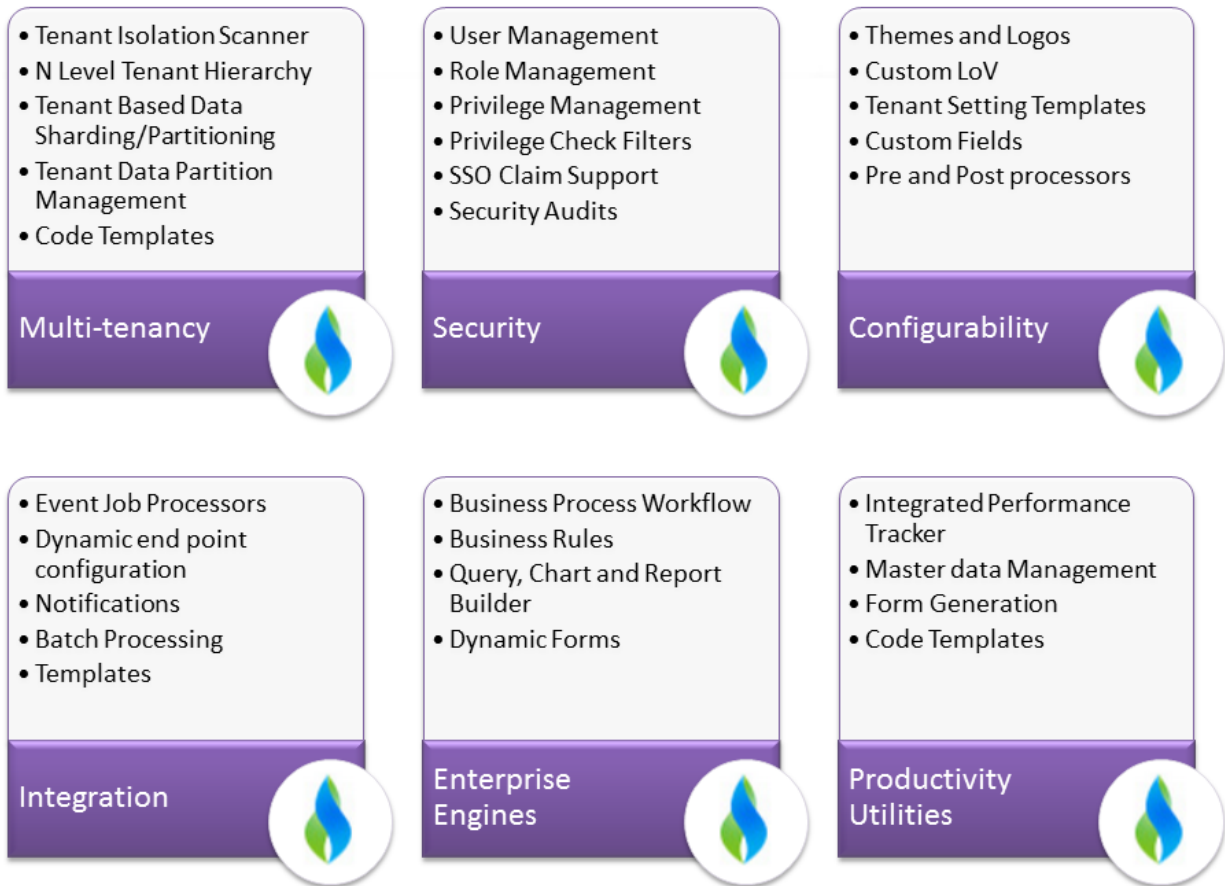 • Tenant Isolation Scanner
• N Level Tenant Hierarchy
• Tenant Based Data
Sharding/Partitioning
• Tenant Data Partition
Management
• Code Templates
Multi-tenancy
• User Management
• Role Management
• Privilege Management
• Privilege Check Filters
• SSO Claim Support
• Security Audits
Security
• Themes and Logos
• Custom LoV
• Tenant Setting Templates
• Custom Fields
• Pre and Post processors
Configurability
• Event Job Processors
• Dynamic end point
configuration
• Notifications
• Batch Processing
• Templates
Integration
• Business Process Workflow
• Business Rules
• Query, Chart and Report
Builder
• Dynamic Forms
Enterprise
Engines
• Integrated Performance
Tracker
• Master data Management
• Form Generation
• Code Templates
Productivity
Utilities